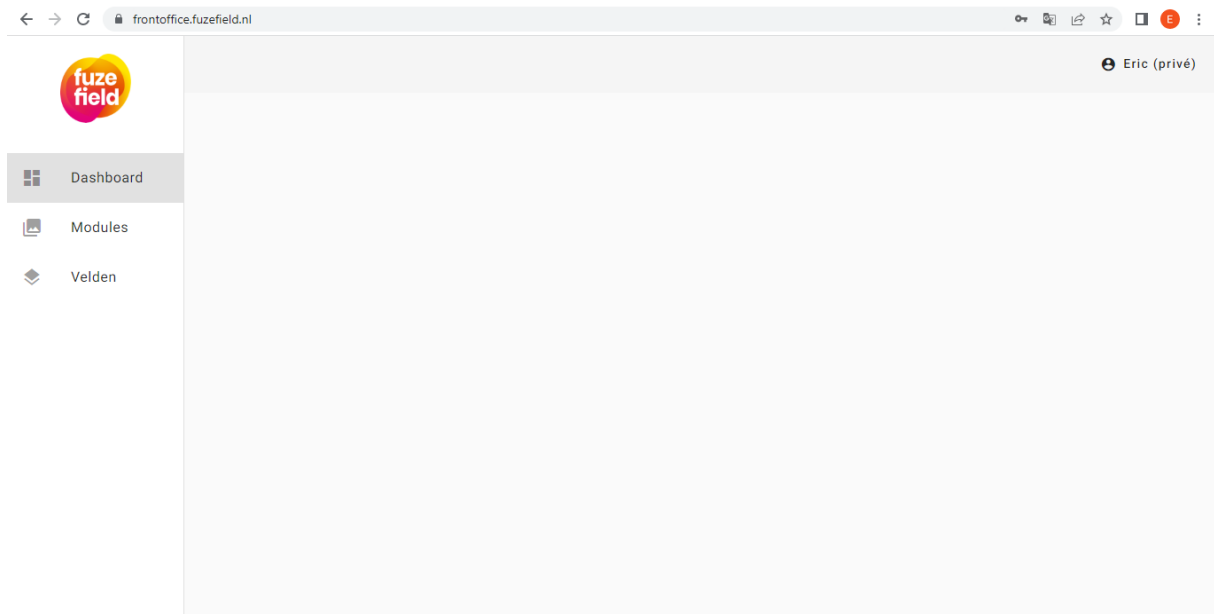 frontoffice.fuzefield.nl
E
fuze
field
Eric (privé)
Dashboard
Modules
Velden